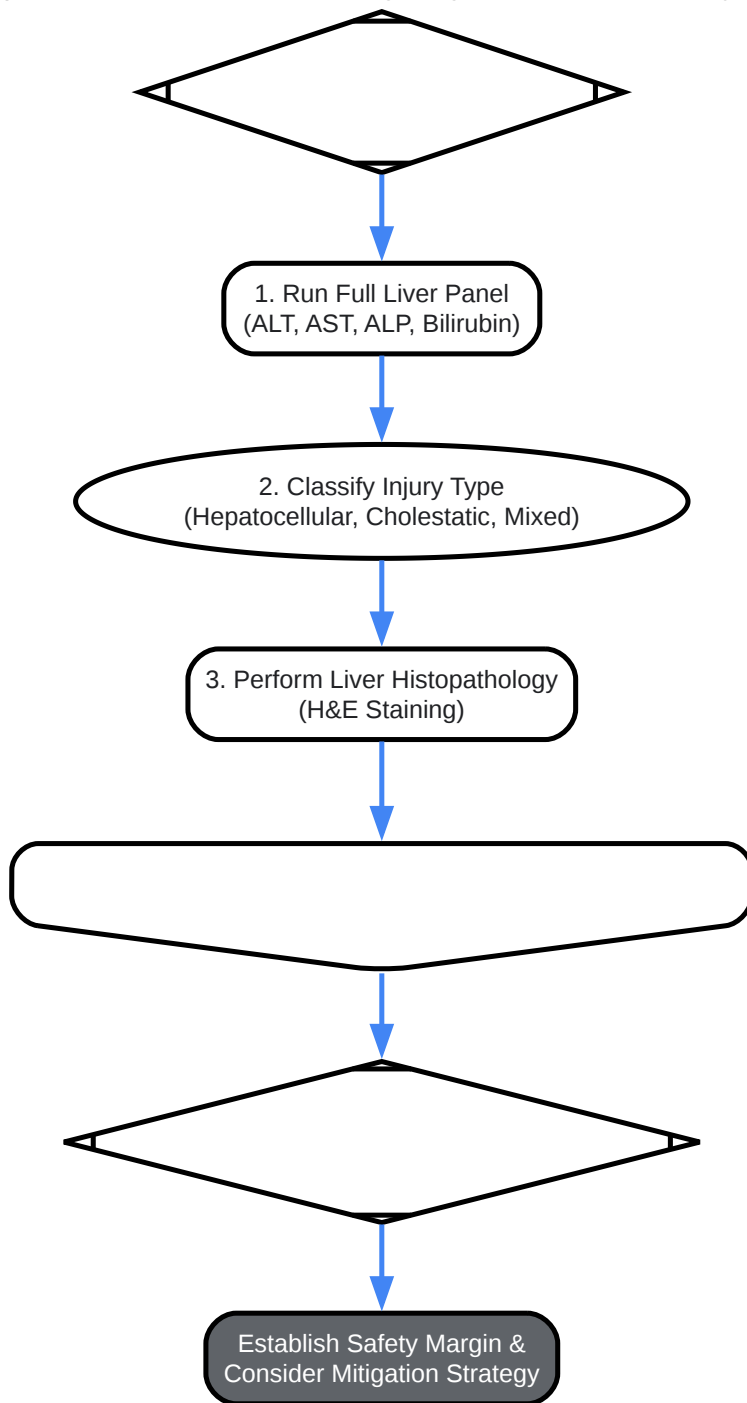 1. Run Full Liver Panel
(ALT, AST, ALP, Bilirubin)
2. Classify Injury Type
(Hepatocellular, Cholestatic, Mixed)
3. Perform Liver Histopathology
(H&E Staining)
Establish Safety Margin &
Consider Mitigation Strategy